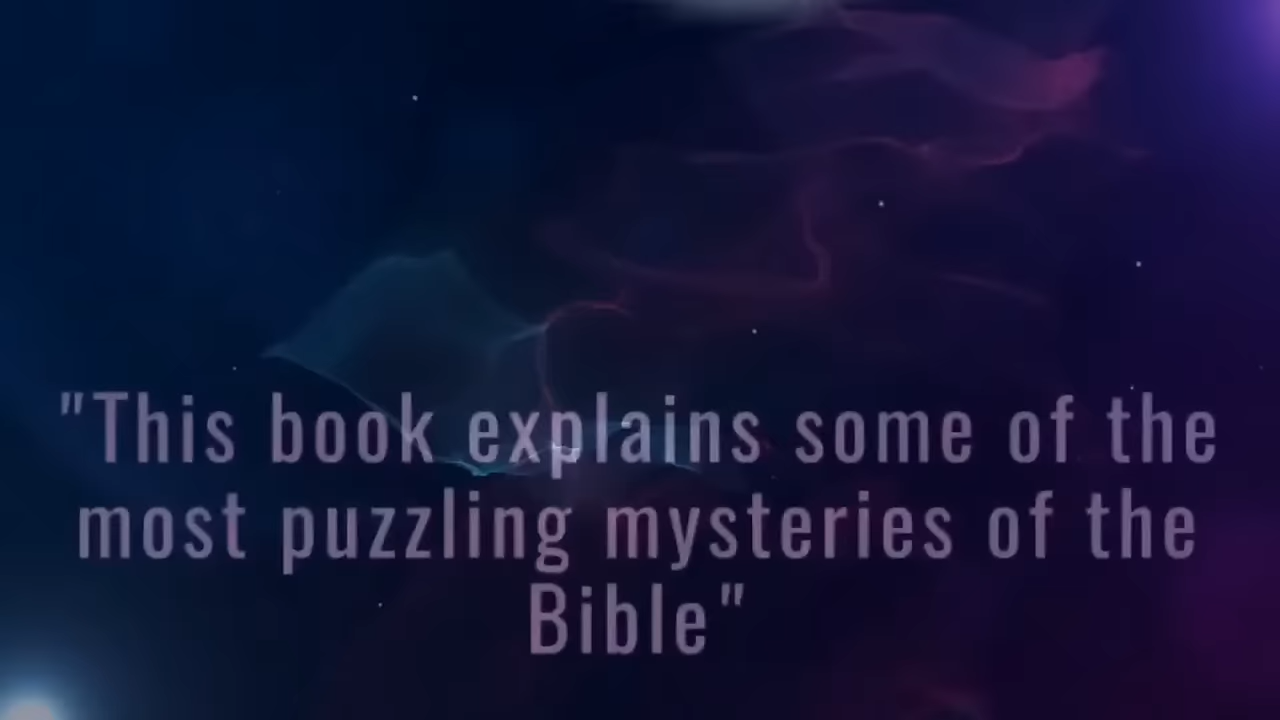 "This book explains some of the
most puzzling mysteries of the
Bible"